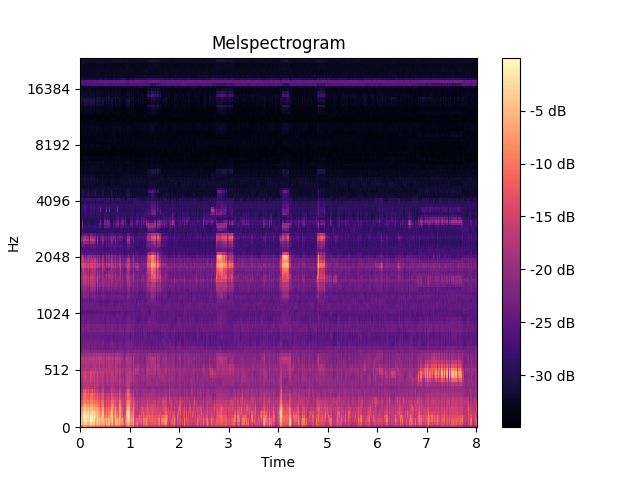 Melspectrogram
Hz
16384
8192
4096
2048
1024
512
0
0 1 2 3 4 5 6 7 8
Time
-5 dB
-10 dB
-15 dB
-20 dB
-25 dB
-30 dB